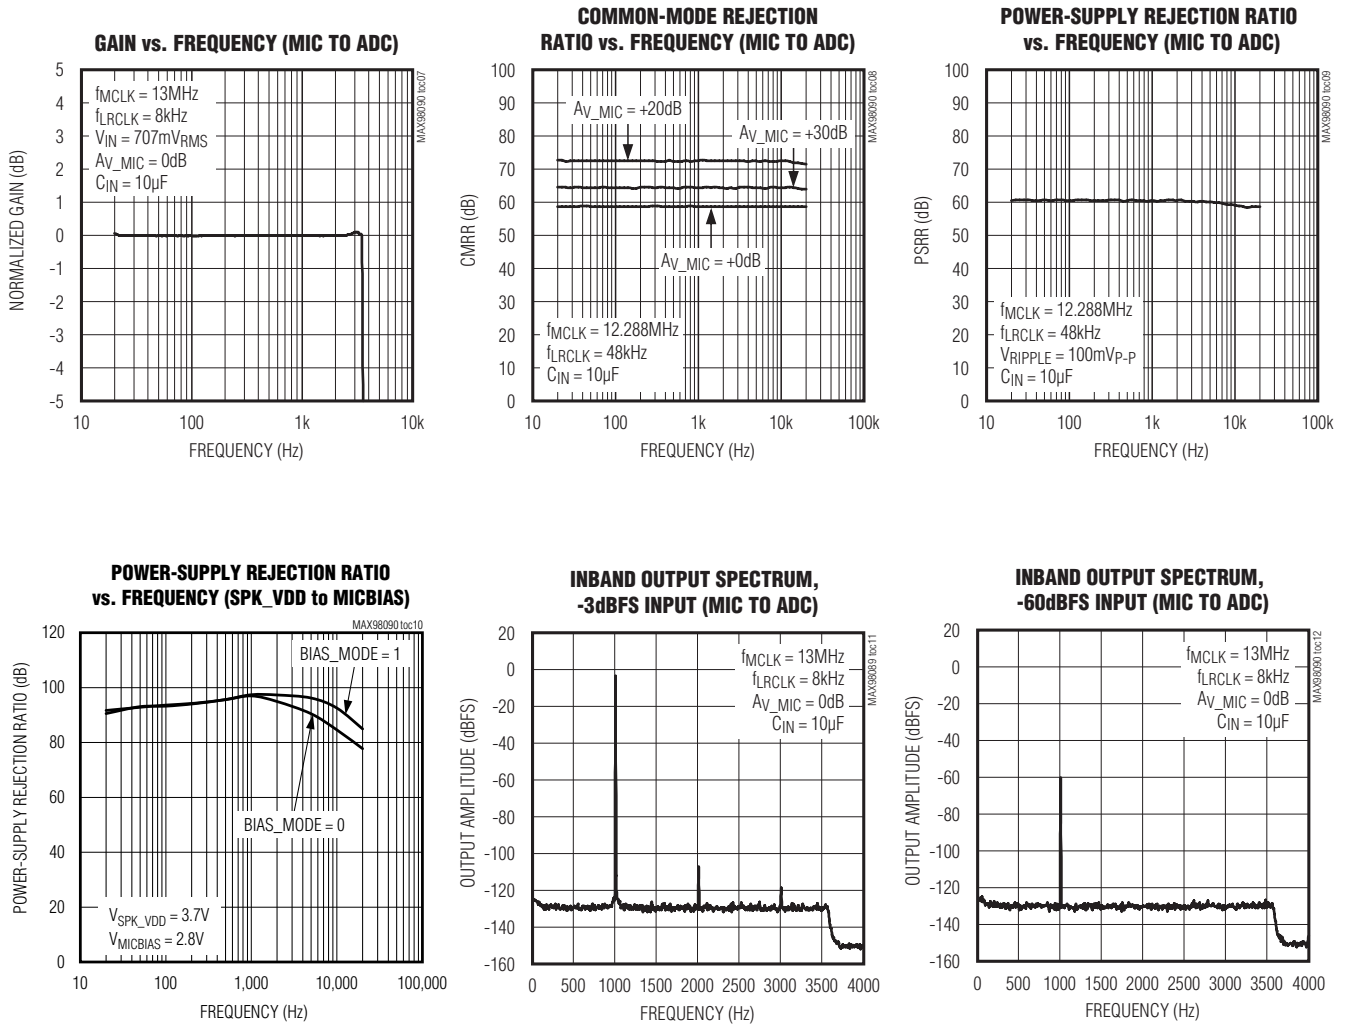 GAIN vs. FREQUENCY (MIC TO ADC)
MAX98090 toc07
fMCLK = 13MHz
fLRCLK = 8kHz
VIN = 707mVRMS
AV_MIC = 0dB
CIN = 10µF
NORMALIZED GAIN (dB)
5
4
3
2
1
0
-1
-2
-3
-4
-5
10 100 1k 10k
FREQUENCY (Hz)
COMMON-MODE REJECTION
RATIO vs. FREQUENCY (MIC TO ADC)
MAX98090 toc08
AV_MIC = +20dB
AV_MIC = +30dB
AV_MIC = +0dB
fMCLK = 12.288MHz
fLRCLK = 48kHz
CIN = 10µF
CMRR (dB)
100
90
80
70
60
50
40
30
20
10
0
10 100 1k 10k 100k
FREQUENCY (Hz)
POWER-SUPPLY REJECTION RATIO
vs. FREQUENCY (MIC TO ADC)
MAX98090 toc09
fMCLK = 12.288MHz
fLRCLK = 48kHz
VRIPPLE = 100mVP-P
CIN = 10µF
PSRR (dB)
100
90
80
70
60
50
40
30
20
10
0
10 100 1k 10k 100k
FREQUENCY (Hz)
POWER-SUPPLY REJECTION RATIO
vs. FREQUENCY (SPK_VDD to MICBIAS)
MAX98090 toc10
BIAS_MODE = 1
BIAS_MODE = 0
VSPK_VDD = 3.7V
VMICBIAS = 2.8V
POWER-SUPPLY REJECTION RATIO (dB)
120
100
80
60
40
20
0
10 100 1,000 10,000 100,000
FREQUENCY (Hz)
INBAND OUTPUT SPECTRUM,
-3dBFS INPUT (MIC TO ADC)
MAX98089 toc11
fMCLK = 13MHz
fLRCLK = 8kHz
AV_MIC = 0dB
CIN = 10µF
OUTPUT AMPLITUDE (dBFS)
20
0
-20
-40
-60
-80
-100
-120
-140
-160
0 500 1000 1500 2000 2500 3000 3500 4000
FREQUENCY (Hz)
INBAND OUTPUT SPECTRUM,
-60dBFS INPUT (MIC TO ADC)
MAX98090 toc12
fMCLK = 13MHz
fLRCLK = 8kHz
AV_MIC = 0dB
CIN = 10µF
OUTPUT AMPLITUDE (dBFS)
20
0
-20
-40
-60
-80
-100
-120
-140
-160
0 500 1000 1500 2000 2500 3000 3500 4000
FREQUENCY (Hz)